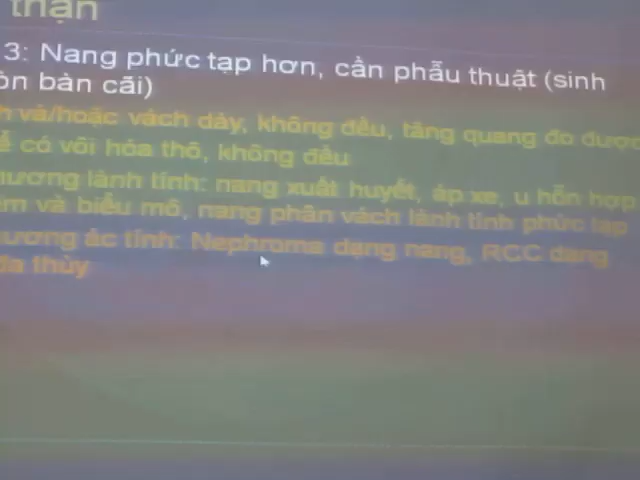 thận
3: Nang phức tạp hơn, cần phẫu thuật (sinh
òn bàn cãi)
h và/hoặc vách dày, không đều, tăng quang đo được
ể có vôi hóa thô, không đều
hương lành tính: nang xuất huyết, áp xe, u hỗn hợp
ệm và biểu mô, nang phân vách lành tính phức tạp
ương ác tính: Nephroma dạng nang, RCC dạng
đa thùy